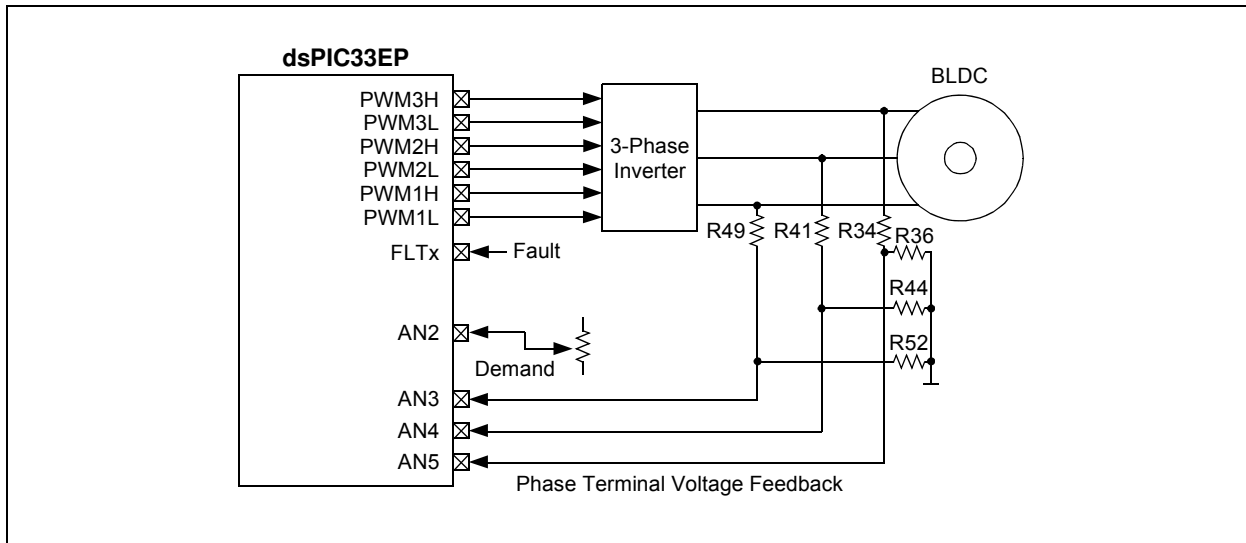 dsPIC33EP
BLDC
PWM3H
PWM3L
PWM2H
PWM2L
PWM1H
PWM1L
3-Phase
Inverter
R49
R41
R34
R36
FLTx
Fault
R44
AN2
R52
Demand
AN3
AN4
AN5
Phase Terminal Voltage Feedback